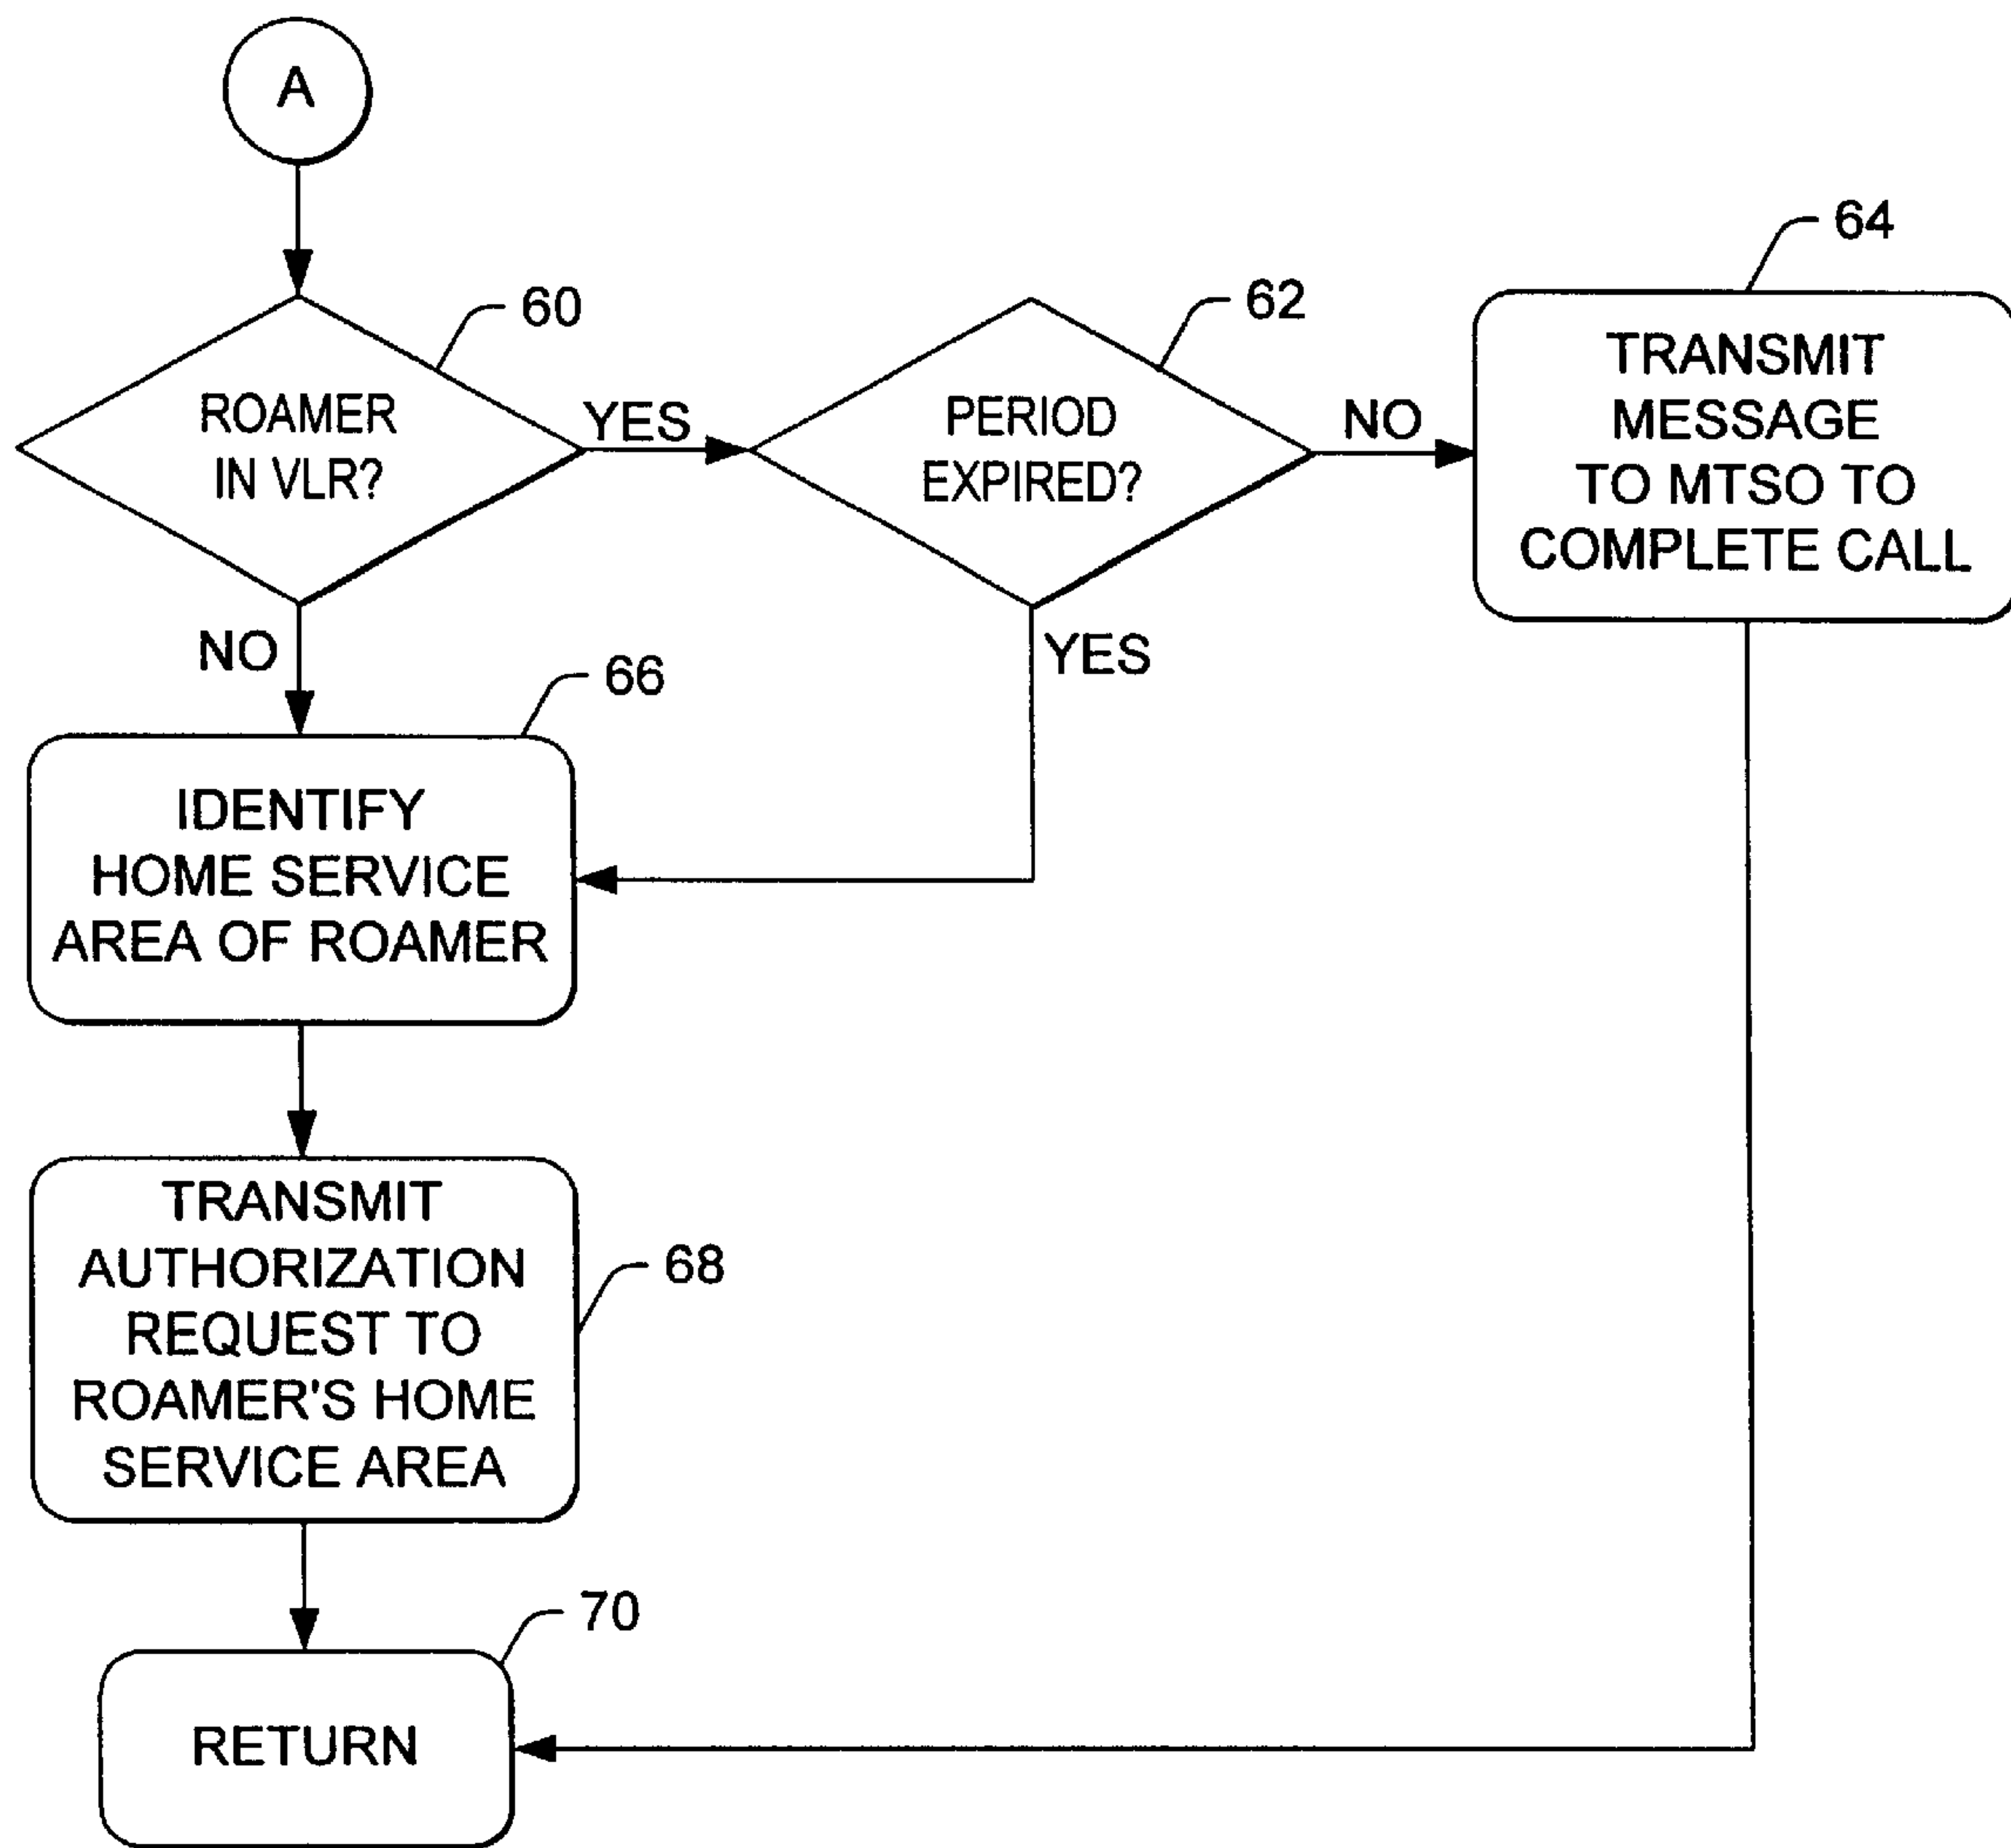 A
60
ROAMER
IN VLR?
YES
62
PERIOD
EXPIRED?
NO
64
TRANSMIT
MESSAGE
TO MTSO TO
COMPLETE CALL
NO
YES
66
IDENTIFY
HOME SERVICE
AREA OF ROAMER
68
TRANSMIT
AUTHORIZATION
REQUEST TO
ROAMER'S HOME
SERVICE AREA
70
RETURN